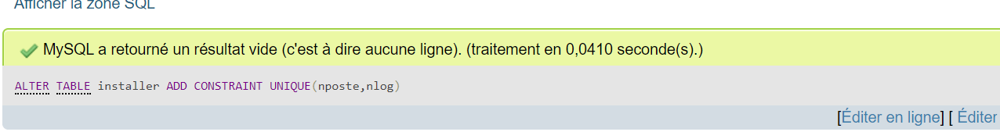 Afficher la zone SQL
MySQL a retourné un résultat vide (c'est à dire aucune ligne). (traitement en 0,0410 seconde(s).)
ALTER TABLE installer ADD CONSTRAINT UNIQUE(nposte,nlog)
[Éditer en ligne] [ Éditer